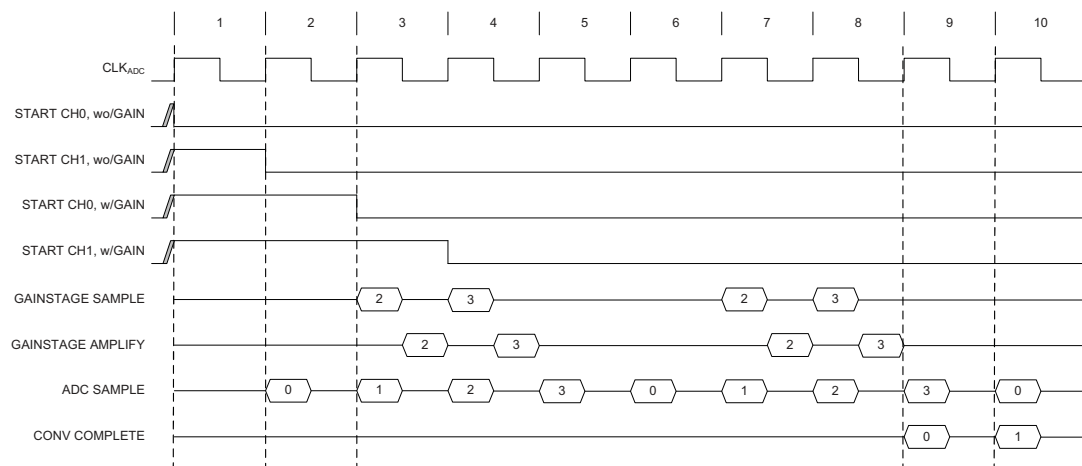 1 2 3 4 5 6 7 8 9 10
CLKADC
START CH0, wo/GAIN
START CH1, wo/GAIN
START CH0, w/GAIN
START CH1, w/GAIN
GAINSTAGE SAMPLE 2 3 2 3
GAINSTAGE AMPLIFY 2 3 2 3
ADC SAMPLE 0 1 2 3 0 1 2 3 0
CONV COMPLETE 0 1